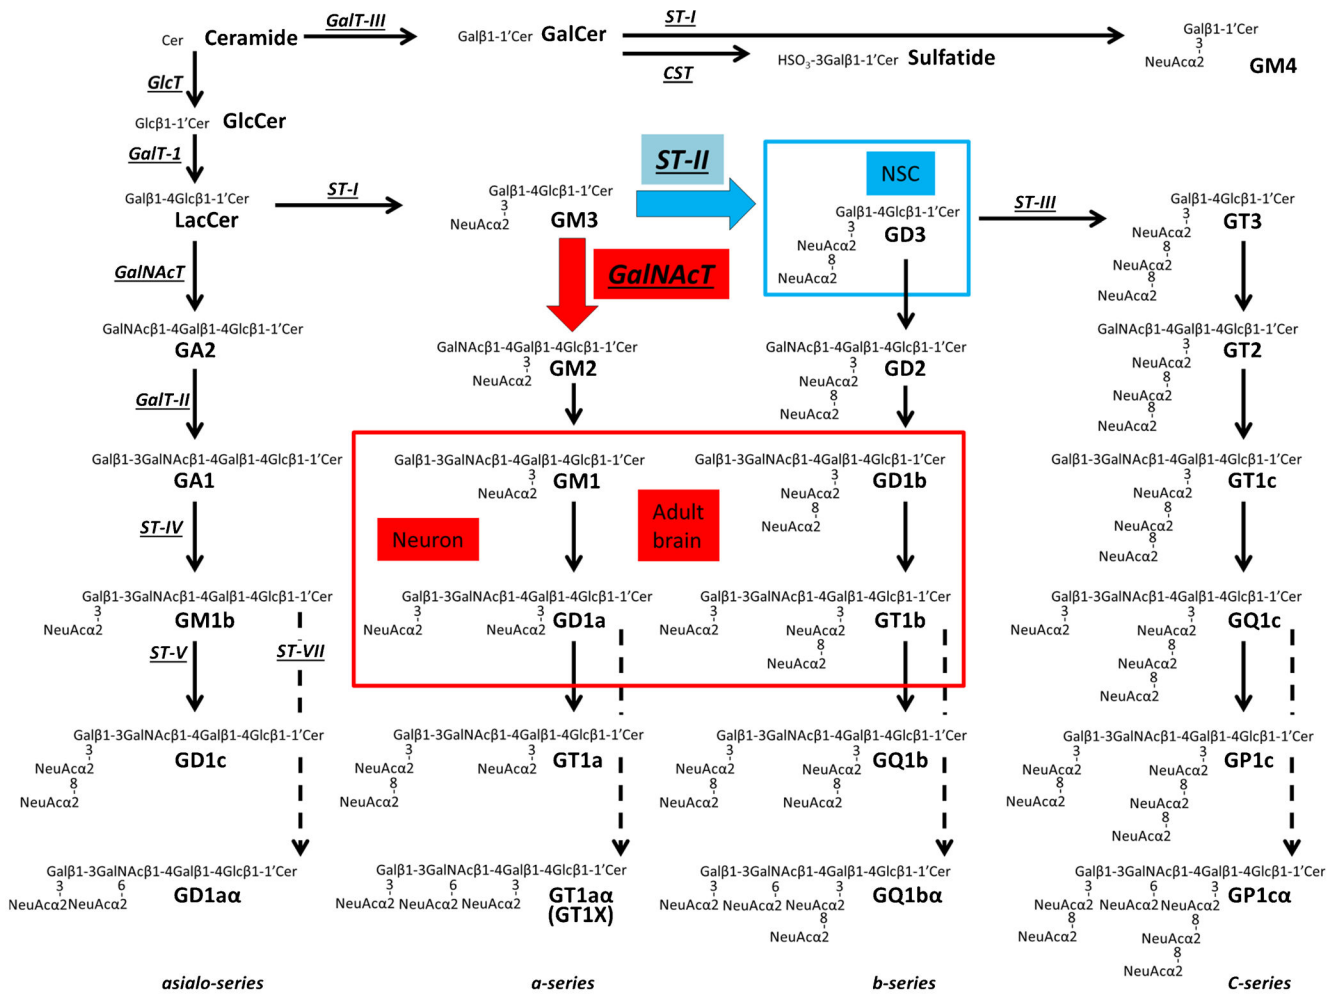 Cer Ceramide GalT-III Galβ1-1'Cer GalCer ST-I Galβ1-1'Cer
3
NeuAcα2 GM4
CST HSO3-3Galβ1-1'Cer Sulfatide
GlcT
Glcβ1-1'Cer GlcCer
GalT-1
ST-II
NSC
Galβ1-4Glcβ1-1'Cer
LacCer
ST-I
Galβ1-4Glcβ1-1'Cer
3
NeuAcα2 GM3
Galβ1-4Glcβ1-1'Cer
3
NeuAcα2 GD3
8
NeuAcα2
ST-III
Galβ1-4Glcβ1-1'Cer
3
NeuAcα2 GT3
8
NeuAcα2
8
NeuAcα2
GalNAcT
GalNAcT
GalNAcβ1-4Galβ1-4Glcβ1-1'Cer
GA2
GalNAcβ1-4Galβ1-4Glcβ1-1'Cer
3
NeuAcα2 GM2
GalNAcβ1-4Galβ1-4Glcβ1-1'Cer
3
NeuAcα2 GD2
8
NeuAcα2
GalNAcβ1-4Galβ1-4Glcβ1-1'Cer
3
NeuAcα2 GT2
8
NeuAcα2
8
NeuAcα2
GalT-II
Galβ1-3GalNAcβ1-4Galβ1-4Glcβ1-1'Cer
GA1
Galβ1-3GalNAcβ1-4Galβ1-4Glcβ1-1'Cer
3
NeuAcα2 GM1
Galβ1-3GalNAcβ1-4Galβ1-4Glcβ1-1'Cer
3
NeuAcα2 GD1b
8
NeuAcα2
Galβ1-3GalNAcβ1-4Galβ1-4Glcβ1-1'Cer
3
NeuAcα2 GT1c
8
NeuAcα2
8
NeuAcα2
ST-IV
Neuron
Adult
brain
Galβ1-3GalNAcβ1-4Galβ1-4Glcβ1-1'Cer
3
NeuAcα2 GM1b
Galβ1-3GalNAcβ1-4Galβ1-4Glcβ1-1'Cer
3 3
NeuAcα2 NeuAcα2 GD1a
Galβ1-3GalNAcβ1-4Galβ1-4Glcβ1-1'Cer
3 3
NeuAcα2 NeuAcα2 GT1b
8
NeuAcα2
Galβ1-3GalNAcβ1-4Galβ1-4Glcβ1-1'Cer
3 3
NeuAcα2 NeuAcα2 GQ1c
8
NeuAcα2
8
NeuAcα2
ST-V ST-VII
Galβ1-3GalNAcβ1-4Galβ1-4Glcβ1-1'Cer
3
NeuAcα2 GD1c
8
NeuAcα2
Galβ1-3GalNAcβ1-4Galβ1-4Glcβ1-1'Cer
3 3
NeuAcα2 NeuAcα2 GT1a
8
NeuAcα2
Galβ1-3GalNAcβ1-4Galβ1-4Glcβ1-1'Cer
3 3
NeuAcα2 NeuAcα2 GQ1b
8 8
NeuAcα2 NeuAcα2
Galβ1-3GalNAcβ1-4Galβ1-4Glcβ1-1'Cer
3 3
NeuAcα2 NeuAcα2 GP1c
8 8
NeuAcα2 NeuAcα2
8
NeuAcα2
Galβ1-3GalNAcβ1-4Galβ1-4Glcβ1-1'Cer
3 6
NeuAcα2NeuAcα2 GD1aα
Galβ1-3GalNAcβ1-4Galβ1-4Glcβ1-1'Cer
3 6 3
NeuAcα2 NeuAcα2 NeuAcα2 GT1aα
(GT1X)
Galβ1-3GalNAcβ1-4Galβ1-4Glcβ1-1'Cer
3 6 3
NeuAcα2 NeuAcα2 NeuAcα2 GQ1bα
8
NeuAcα2
Galβ1-3GalNAcβ1-4Galβ1-4Glcβ1-1'Cer
3 6 3
NeuAcα2 NeuAcα2 NeuAcα2 GP1cα
8 8
NeuAcα2 NeuAcα2
8
NeuAcα2
asialo-series a-series b-series C-series